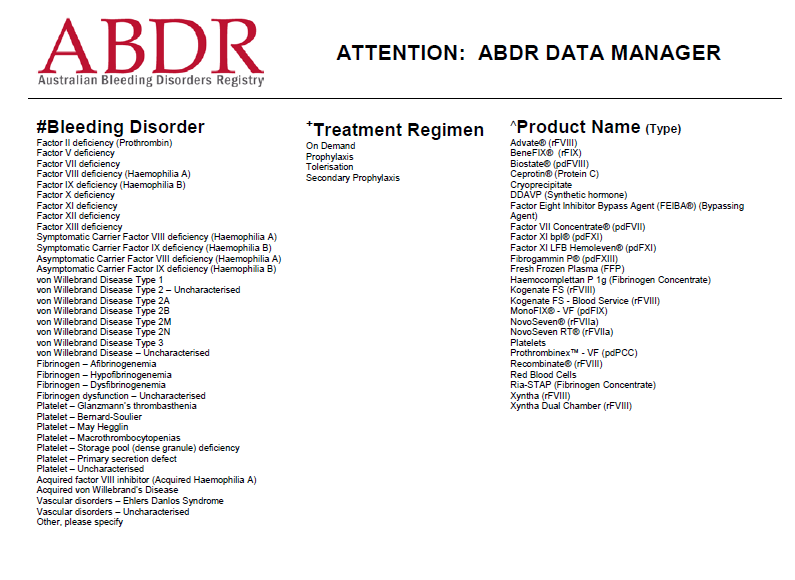 ABDR
Australian Bleeding Disorders Registry
ATTENTION: ABDR DATA MANAGER
#Bleeding Disorder
Factor II deficiency (Prothrombin)
Factor V deficiency
Factor VII deficiency
Factor VIII deficiency (Haemophilia A)
Factor IX deficiency (Haemophilia B)
Factor X deficiency
Factor XI deficiency
Factor XII deficiency
Factor XIII deficiency
Symptomatic Carrier Factor VIII deficiency (Haemophilia A)
Symptomatic Carrier Factor IX deficiency (Haemophilia B)
Asymptomatic Carrier Factor VIII deficiency (Haemophilia A)
Asymptomatic Carrier Factor IX deficiency (Haemophilia B)
von Willebrand Disease Type 1
von Willebrand Disease Type 2 – Uncharacterised
von Willebrand Disease Type 2A
von Willebrand Disease Type 2B
von Willebrand Disease Type 2M
von Willebrand Disease Type 2N
von Willebrand Disease Type 3
von Willebrand Disease – Uncharacterised
Fibrinogen – Afibrinogenemia
Fibrinogen – Hypofibrinogenemia
Fibrinogen – Dysfibrinogenemia
Fibrinogen dysfunction – Uncharacterised
Platelet – Glanzmann's thrombasthenia
Platelet – Bernard-Soulier
Platelet – May Hegglin
Platelet – Macrothrombocytopenias
Platelet – Storage pool (dense granule) deficiency
Platelet – Primary secretion defect
Platelet – Uncharacterised
Acquired factor VIII inhibitor (Acquired Haemophilia A)
Acquired von Willebrand's Disease
Vascular disorders – Ehlers Danlos Syndrome
Vascular disorders – Uncharacterised
Other, please specify
+Treatment Regimen
On Demand
Prophylaxis
Tolerisation
Secondary Prophylaxis
^Product Name (Type)
Advate® (rFVIII)
BeneFIX® (rFIX)
Biostate® (pdFVIII)
Ceprotin® (Protein C)
Cryoprecipitate
DDAVP (Synthetic hormone)
Factor Eight Inhibitor Bypass Agent (FEIBA®) (Bypassing
Agent)
Factor VII Concentrate® (pdFVII)
Factor XI bpl® (pdFXI)
Factor XI LFB Hemoleven® (pdFXI)
Fibrogammin P® (pdFXIII)
Fresh Frozen Plasma (FFP)
Haemocomplettan P 1g (Fibrinogen Concentrate)
Kogenate FS (rFVIII)
Kogenate FS - Blood Service (rFVIII)
MonoFIX® - VF (pdFIX)
NovoSeven® (rFVIIa)
NovoSeven RT® (rFVIIa)
Platelets
Prothrombinex™ - VF (pdPCC)
Recombinate® (rFVIII)
Red Blood Cells
Ria-STAP (Fibrinogen Concentrate)
Xyntha (rFVIII)
Xyntha Dual Chamber (rFVIII)